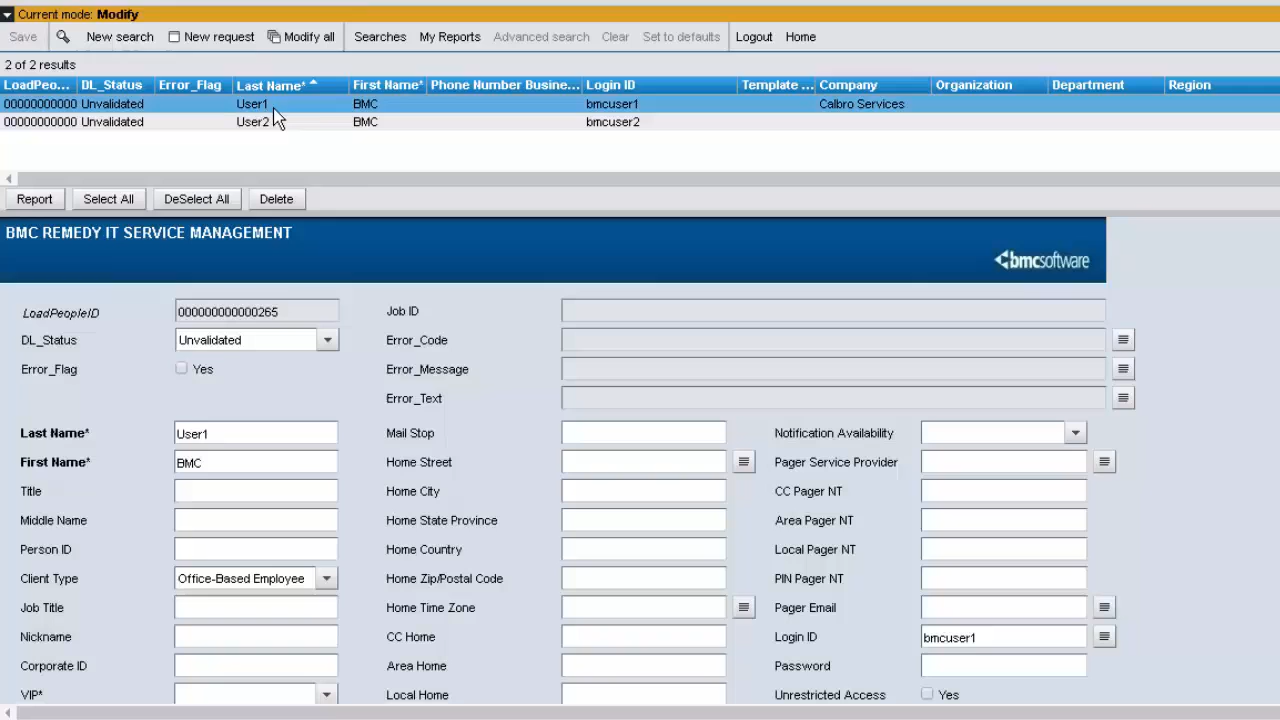 Current mode: Modify
Save New search New request Modify all Searches My Reports Advanced search Clear Set to defaults Logout Home
2 of 2 results
LoadPeo... DL_Status Error_Flag Last Name* First Name* Phone Number Busine... Login ID Template ... Company Organization Department Region
00000000000 Unvalidated User1 BMC bmcuser1 Calbro Services
00000000000 Unvalidated User2 BMC bmcuser2
Report Select All DeSelect All Delete
BMC REMEDY IT SERVICE MANAGEMENT
bmcsoftware
LoadPeopleID 000000000000265 Job ID
DL_Status Unvalidated Error_Code
Error_Flag Yes Error_Message
Error_Text
Last Name* User1 Mail Stop Notification Availability
First Name* BMC Home Street Pager Service Provider
Title Home City CC Pager NT
Middle Name Home State Province Area Pager NT
Person ID Home Country Local Pager NT
Client Type Office-Based Employee Home Zip/Postal Code PIN Pager NT
Job Title Home Time Zone Pager Email
Nickname CC Home Login ID bmcuser1
Corporate ID Area Home Password
VIP* Local Home Unrestricted Access Yes